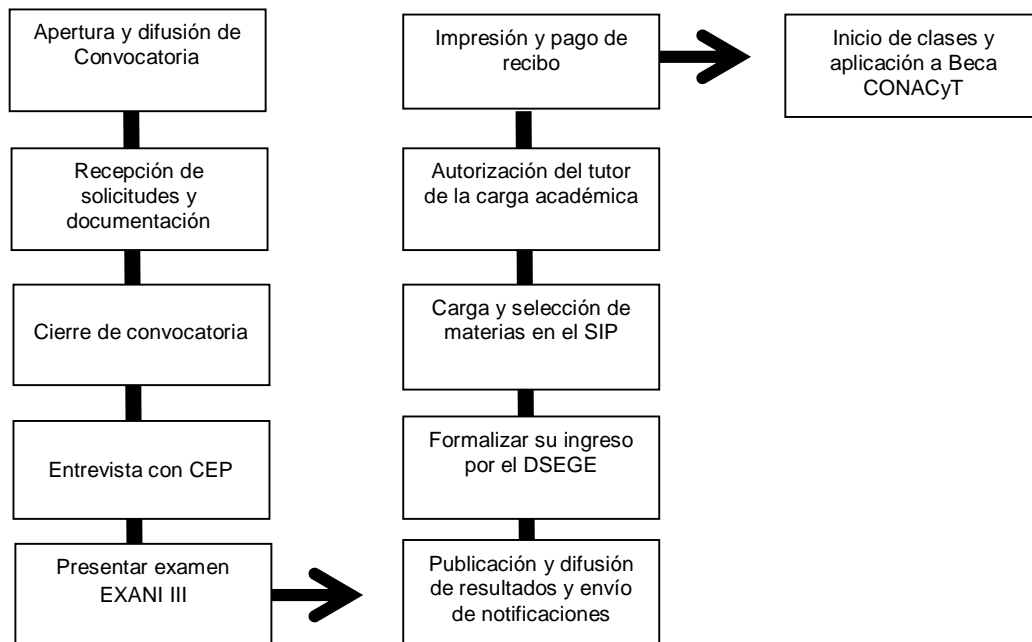 Apertura y difusión de
Convocatoria
Recepción de
solicitudes y
documentación
Cierre de convocatoria
Entrevista con CEP
Presentar examen
EXANI III
Publicación y difusión
de resultados y envío
de notificaciones
Formalizar su ingreso
por el DSEGE
Carga y selección de
materias en el SIP
Autorización del tutor
de la carga académica
Impresión y pago de
recibo
Inicio de clases y
aplicación a Beca
CONACyT